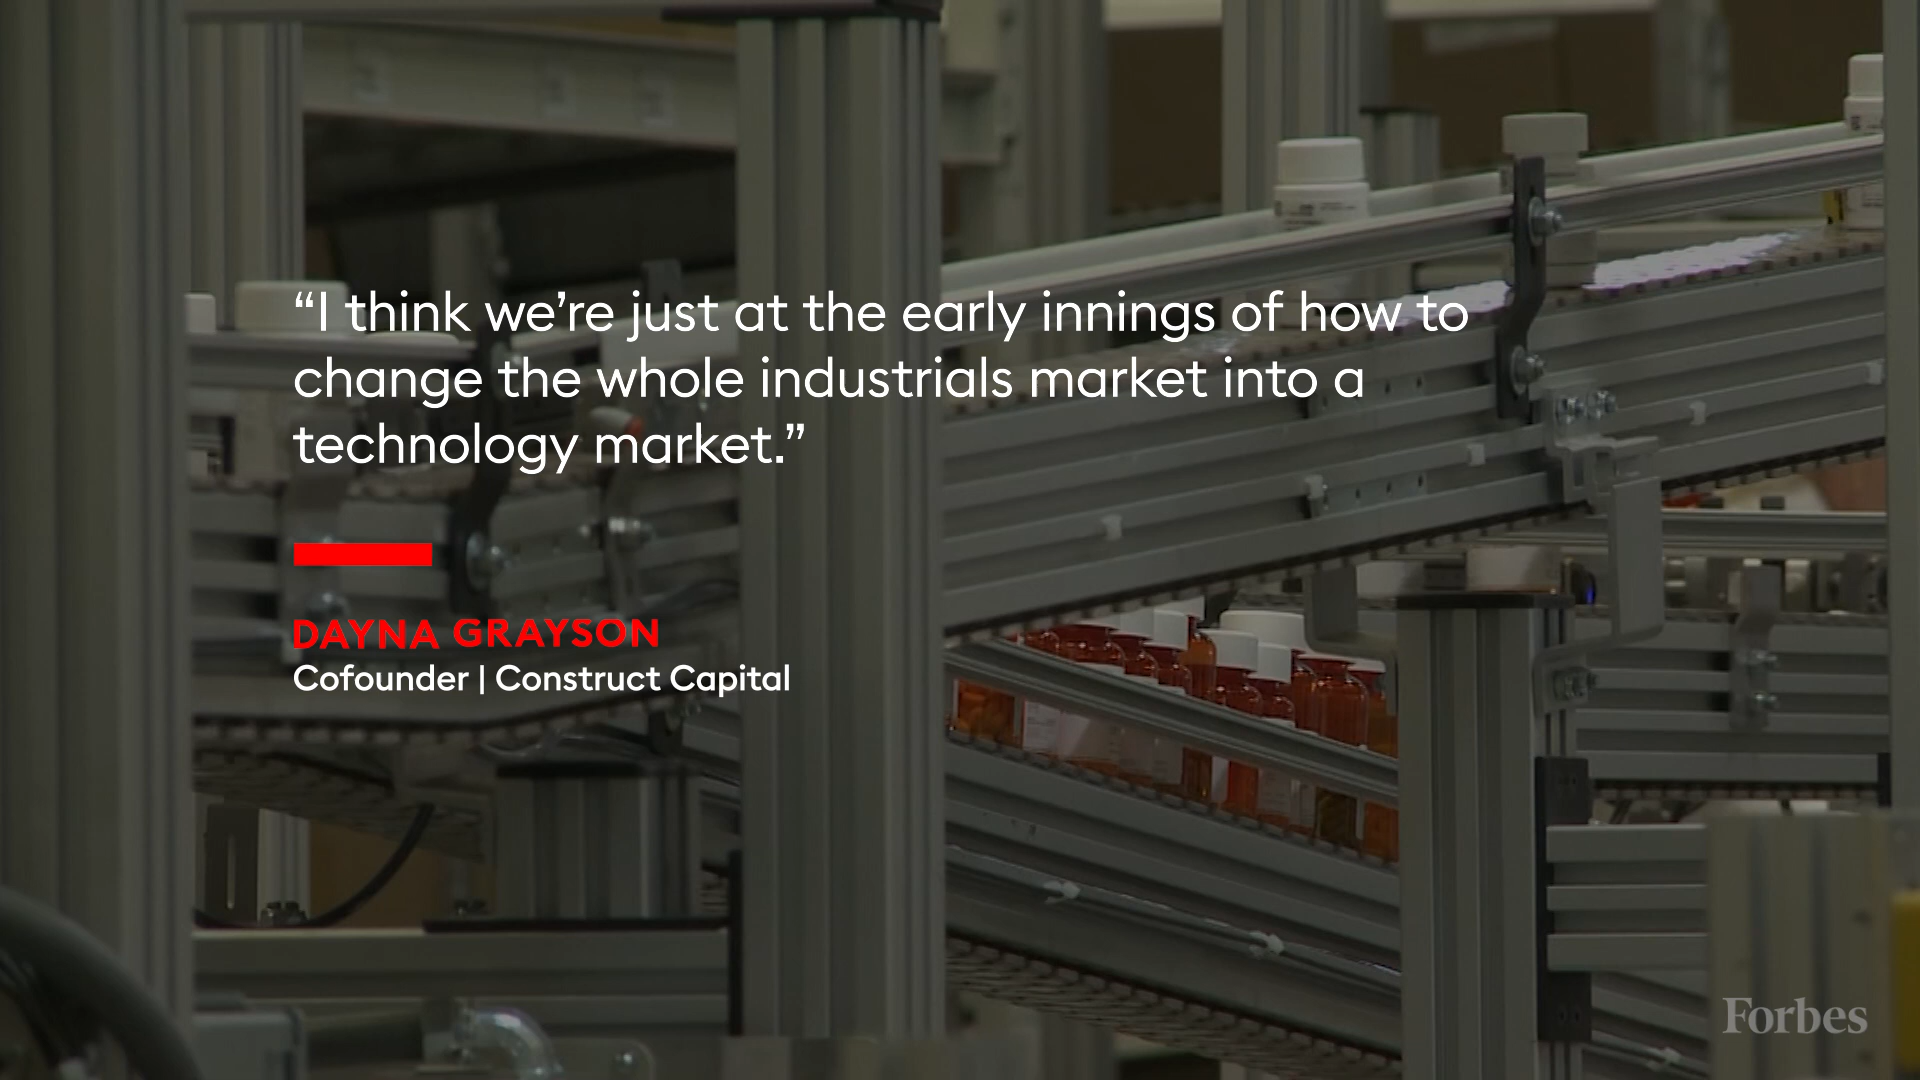 “I think we’re just at the early innings of how to
change the whole industrials market into a
technology market.”
DAYNA GRAYSON
Cofounder | Construct Capital
Forbes